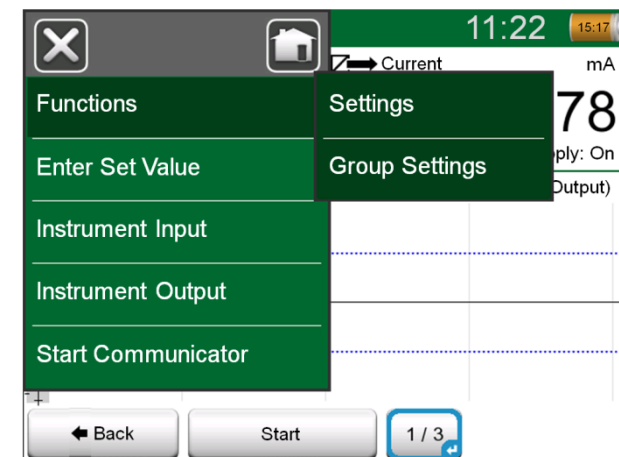 11:22
15:17
Current
mA
Functions
Settings
78
Enter Set Value
Group Settings
ply: On
Output)
Instrument Input
Instrument Output
Start Communicator
Back
Start
1 / 3